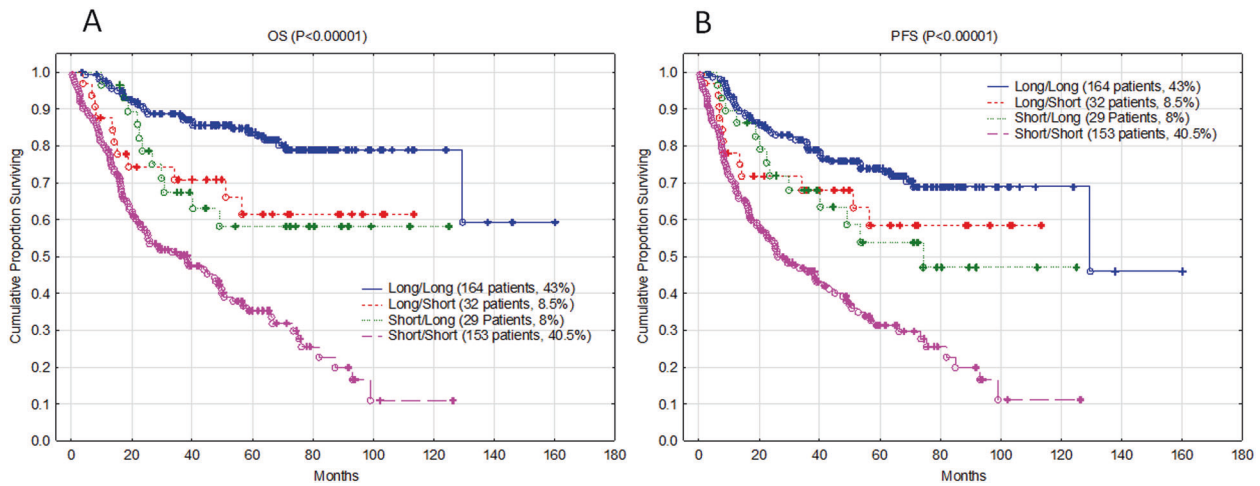 A
OS (P<0.00001)
Cumulative Proportion Surviving
1.0
0.9
0.8
0.7
0.6
0.5
0.4
0.3
0.2
0.1
0.0
Long/Long (164 patients, 43%)
Long/Short (32 patients, 8.5%)
Short/Long (29 Patients, 8%)
Short/Short (153 patients, 40.5%)
0 20 40 60 80 100 120 140 160 180
Months
B
PFS (P<0.00001)
Cumulative Proportion Surviving
1.0
0.9
0.8
0.7
0.6
0.5
0.4
0.3
0.2
0.1
0.0
Long/Long (164 patients, 43%)
Long/Short (32 patients, 8.5%)
Short/Long (29 Patients, 8%)
Short/Short (153 patients, 40.5%)
0 20 40 60 80 100 120 140 160 180
Months